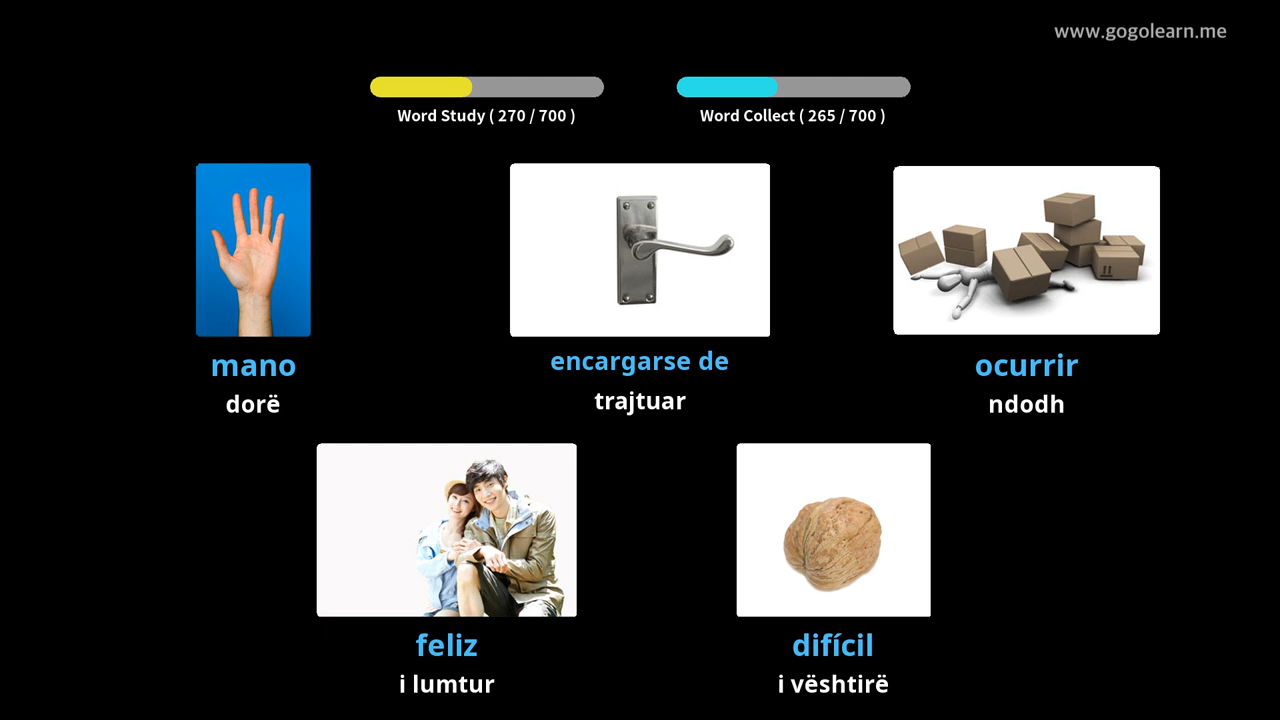 www.gogolearn.me
Word Study ( 270 / 700 )
Word Collect ( 265 / 700 )
mano
dorë
encargarse de
trajtuar
ocurrir
ndodh
feliz
i lumtur
difícil
i vështirë